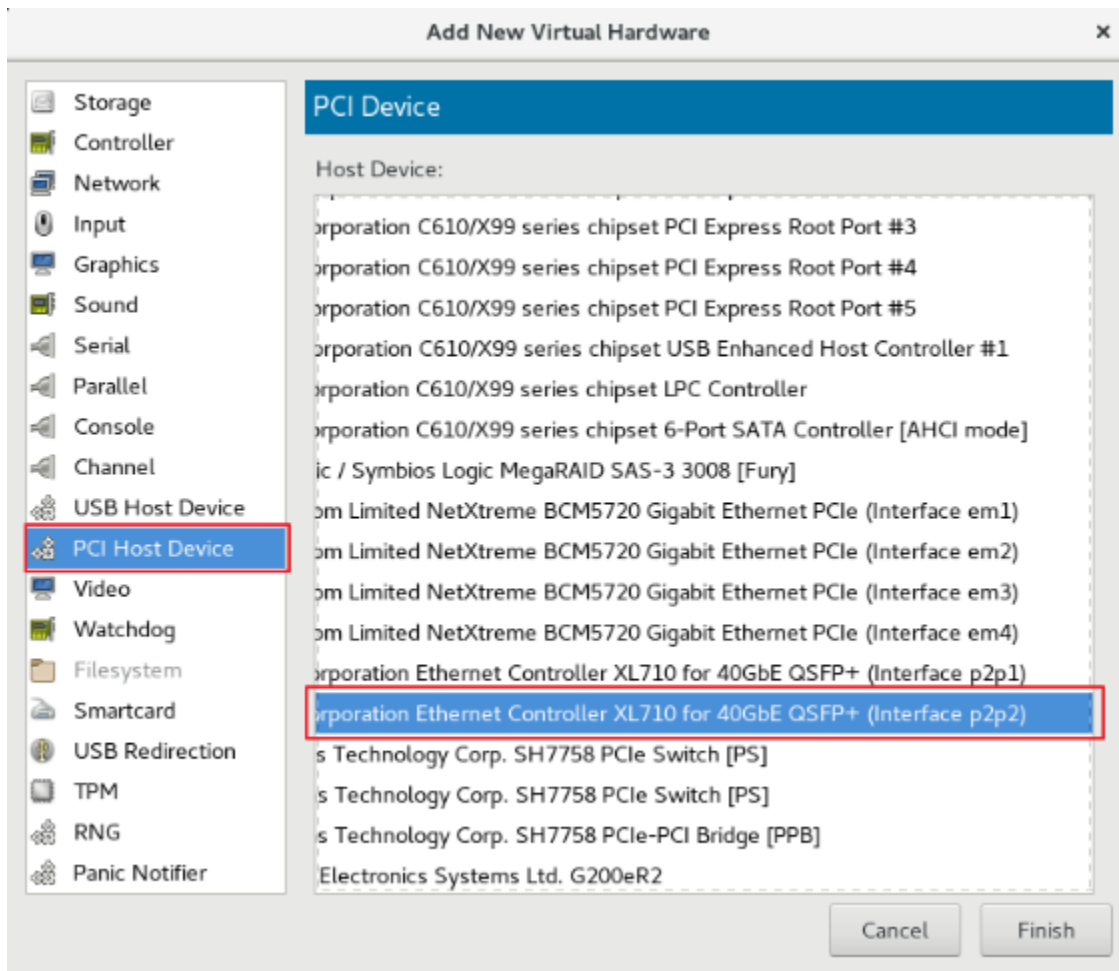 Add New Virtual Hardware
×
Storage
Controller
Network
Input
Graphics
Sound
Serial
Parallel
Console
Channel
USB Host Device
PCI Host Device
Video
Watchdog
Filesystem
Smartcard
USB Redirection
TPM
RNG
Panic Notifier
PCI Device
Host Device:
orporation C610/X99 series chipset PCI Express Root Port #3
orporation C610/X99 series chipset PCI Express Root Port #4
orporation C610/X99 series chipset PCI Express Root Port #5
orporation C610/X99 series chipset USB Enhanced Host Controller #1
orporation C610/X99 series chipset LPC Controller
orporation C610/X99 series chipset 6-Port SATA Controller [AHCI mode]
ic / Symbios Logic MegaRAID SAS-3 3008 [Fury]
om Limited NetXtreme BCM5720 Gigabit Ethernet PCIe (Interface em1)
om Limited NetXtreme BCM5720 Gigabit Ethernet PCIe (Interface em2)
om Limited NetXtreme BCM5720 Gigabit Ethernet PCIe (Interface em3)
om Limited NetXtreme BCM5720 Gigabit Ethernet PCIe (Interface em4)
orporation Ethernet Controller XL710 for 40GbE QSFP+ (Interface p2p1)
orporation Ethernet Controller XL710 for 40GbE QSFP+ (Interface p2p2)
s Technology Corp. SH7758 PCIe Switch [PS]
s Technology Corp. SH7758 PCIe Switch [PS]
s Technology Corp. SH7758 PCIe-PCI Bridge [PPB]
Electronics Systems Ltd. G200eR2
Cancel
Finish